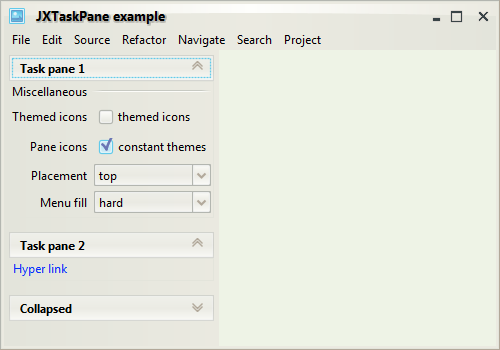 JXTaskPane example
File Edit Source Refactor Navigate Search Project
Task pane 1
Miscellaneous
Themed icons themed icons
Pane icons constant themes
Placement top
Menu fill hard
Task pane 2
Hyper link
Collapsed